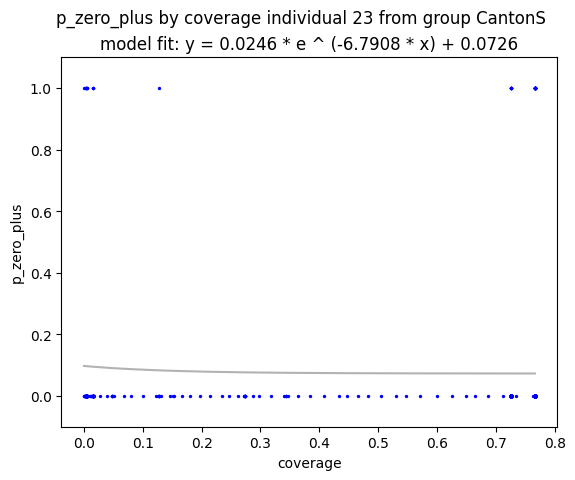 p_zero_plus by coverage individual 23 from group CantonS
model fit: y = 0.0246 * e ^ (-6.7908 * x) + 0.0726
1.0
0.8
0.6
0.4
0.2
0.0
p_zero_plus
0.0 0.1 0.2 0.3 0.4 0.5 0.6 0.7 0.8
coverage